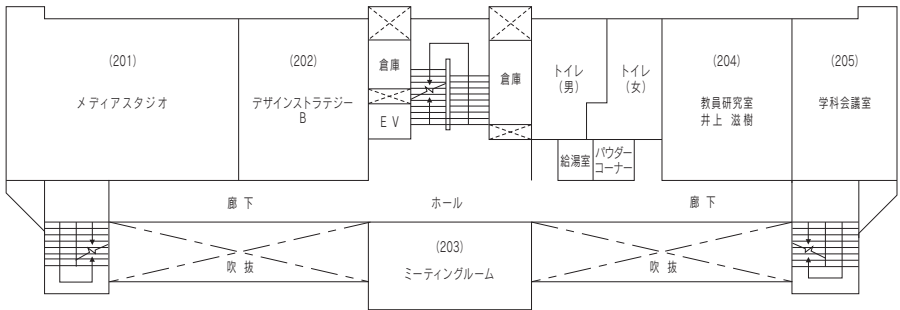 (201)
メディアスタジオ
(202)
デザインストラテジー
B
倉庫
EV
倉庫
トイレ
(男)
トイレ
(女)
(204)
教員研究室
井上 滋樹
(205)
学科会議室
給湯室
パウダー
コーナー
廊下
ホール
廊下
吹抜
(203)
ミーティングルーム
吹抜